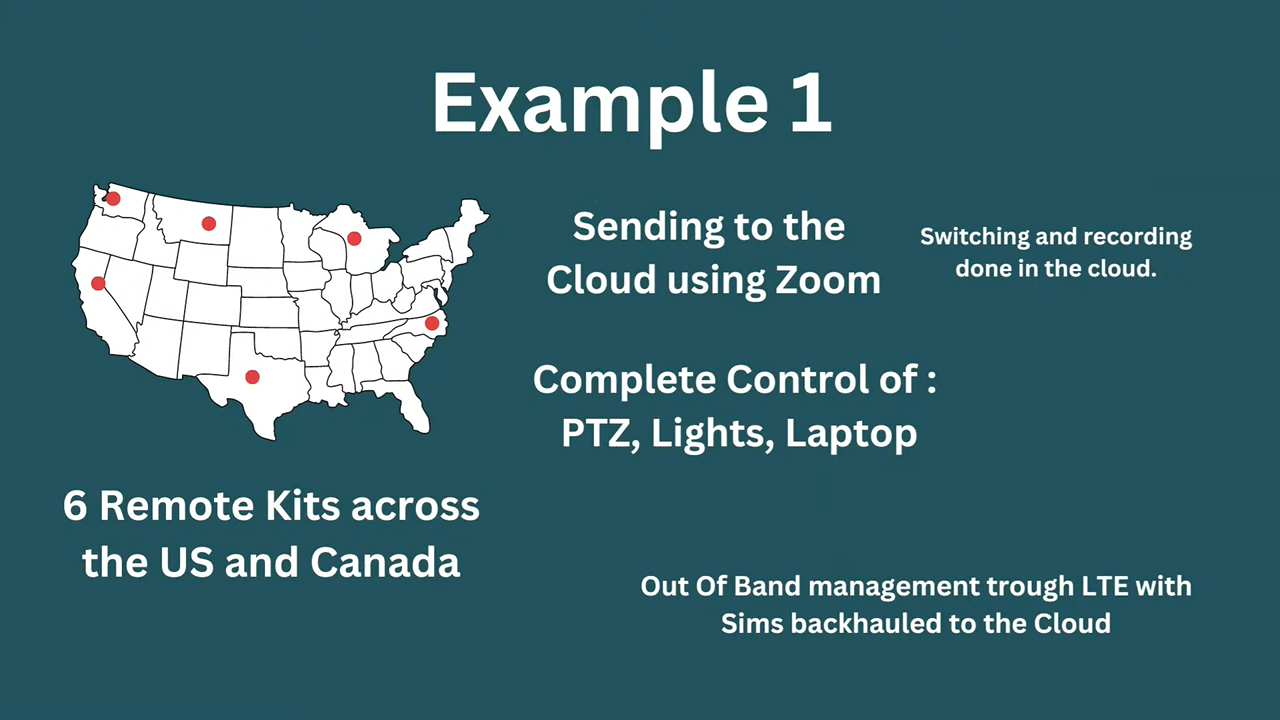 Example 1
Sending to the
Cloud using Zoom
Switching and recording
done in the cloud.
Complete Control of :
PTZ, Lights, Laptop
6 Remote Kits across
the US and Canada
Out Of Band management trough LTE with
Sims backhauled to the Cloud